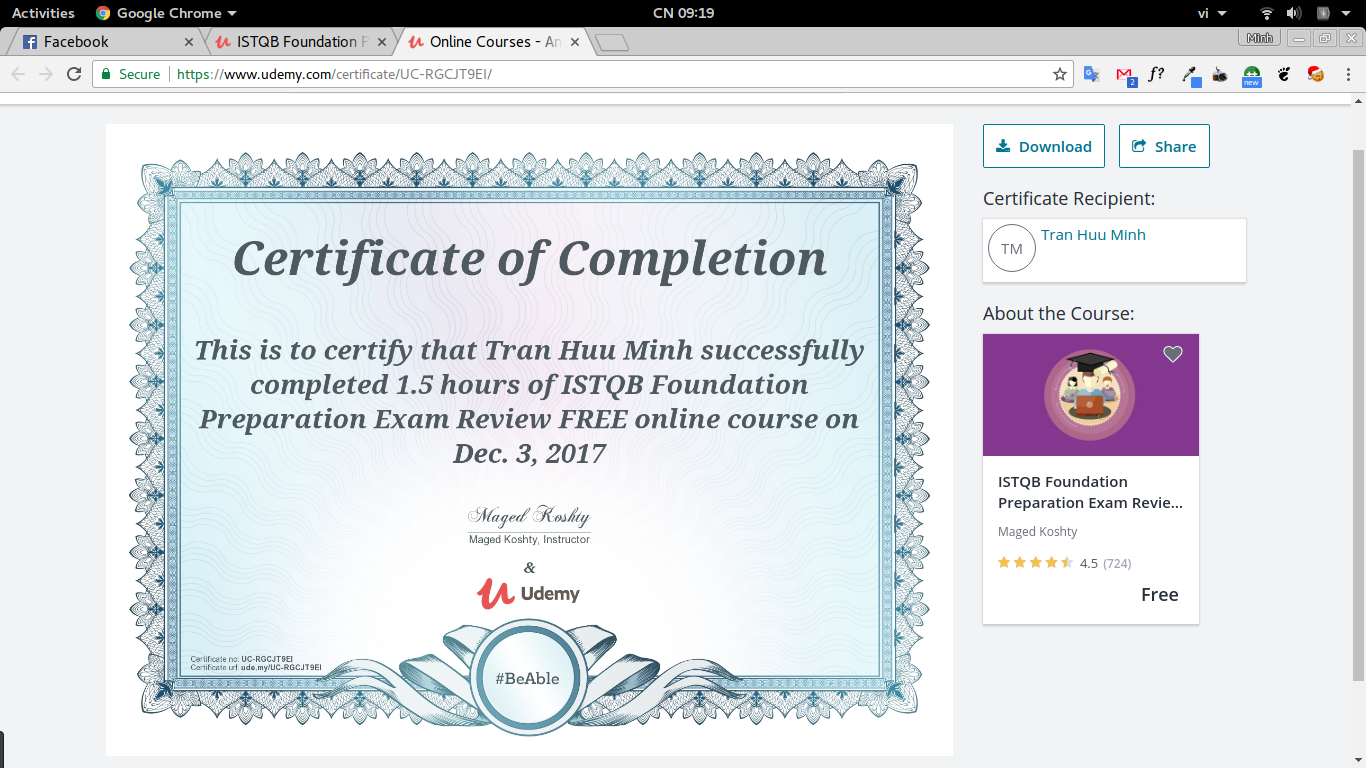 Activities
Google Chrome
CN 09:19
vi
Facebook
ISTQB Foundation P
Online Courses - An
Minh
Secure
https://www.udemy.com/certificate/UC-RGCJT9EI/
2
f?
new
Certificate of Completion
This is to certify that Tran Huu Minh successfully
completed 1.5 hours of ISTQB Foundation
Preparation Exam Review FREE online course on
Dec. 3, 2017
Maged Koshty
Maged Koshty, Instructor
&
Udemy
#BeAble
Certificate no: UC-RGCJT9EI
Certificate url: ude.my/UC-RGCJT9EI
Download
Share
Certificate Recipient:
TM
Tran Huu Minh
About the Course:
ISTQB Foundation
Preparation Exam Revie...
Maged Koshty
4.5 (724)
Free